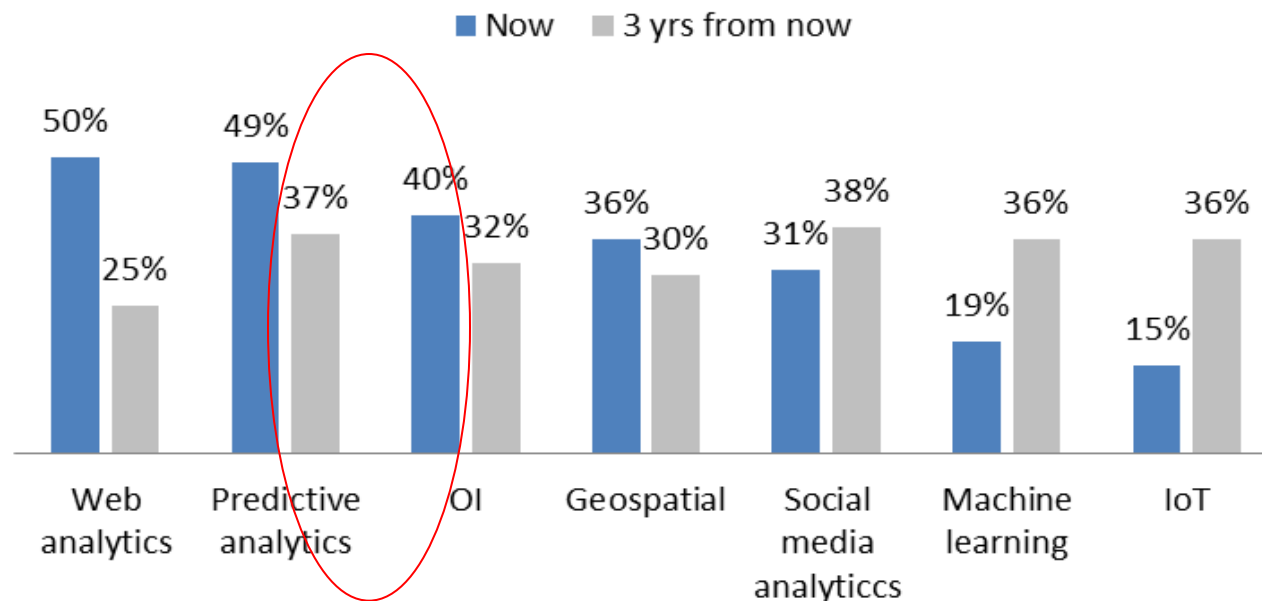 Now 3 yrs from now
50%
49%
37%
40%
32%
36%
30%
31%
38%
19%
36%
15%
36%
25%
Web
analytics
Predictive
analytics
OI
Geospatial
Social
media
analyticcs
Machine
learning
IoT